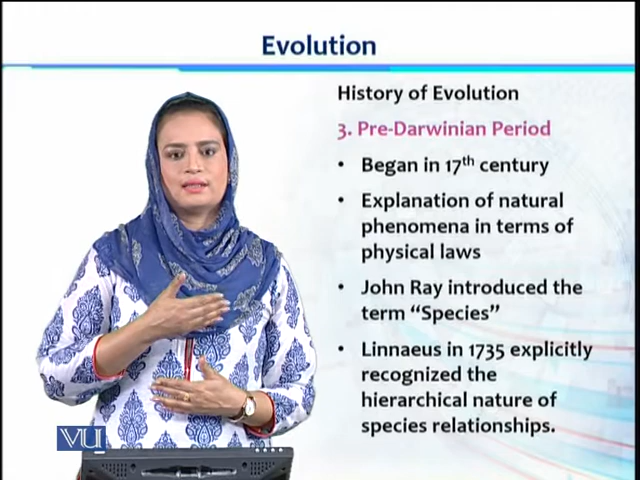 Evolution
History of Evolution
3. Pre-Darwinian Period
• Began in 17th century
• Explanation of natural
phenomena in terms of
physical laws
• John Ray introduced the
term “Species”
• Linnaeus in 1735 explicitly
recognized the
hierarchical nature of
species relationships.
VU